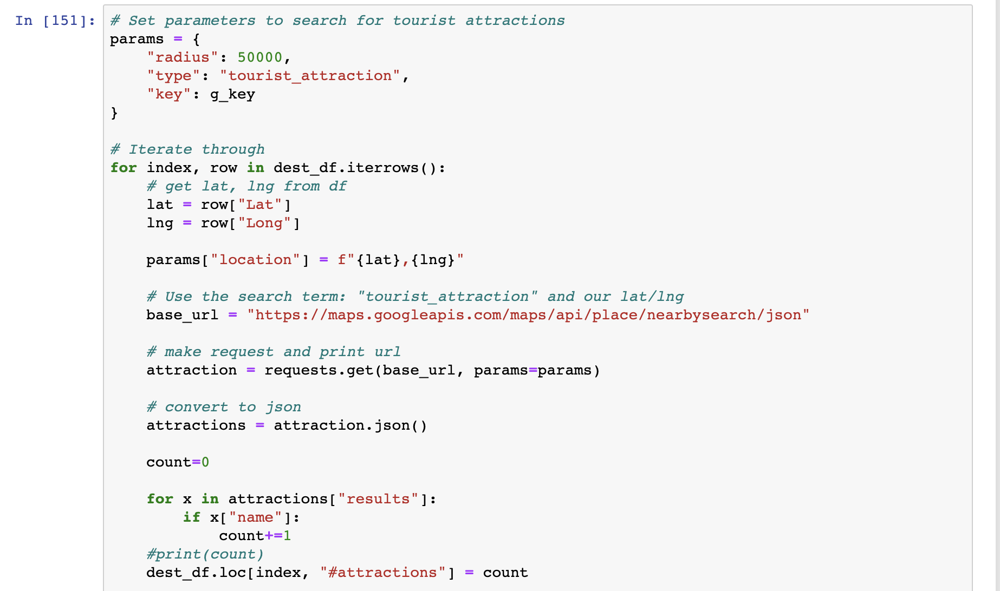 In [151]:
# Set parameters to search for tourist attractions
params = {
    "radius": 50000,
    "type": "tourist_attraction",
    "key": g_key
}
# Iterate through
for index, row in dest_df.iterrows():
    # get lat, lng from df
    lat = row["Lat"]
    lng = row["Long"]
    params["location"] = f"{lat},{lng}"
    # Use the search term: "tourist_attraction" and our lat/lng
    base_url = "https://maps.googleapis.com/maps/api/place/nearbysearch/json"
    # make request and print url
    attraction = requests.get(base_url, params=params)
    # convert to json
    attractions = attraction.json()
    count=0
    for x in attractions["results"]:
        if x["name"]:
            count+=1
    #print(count)
    dest_df.loc[index, "#attractions"] = count